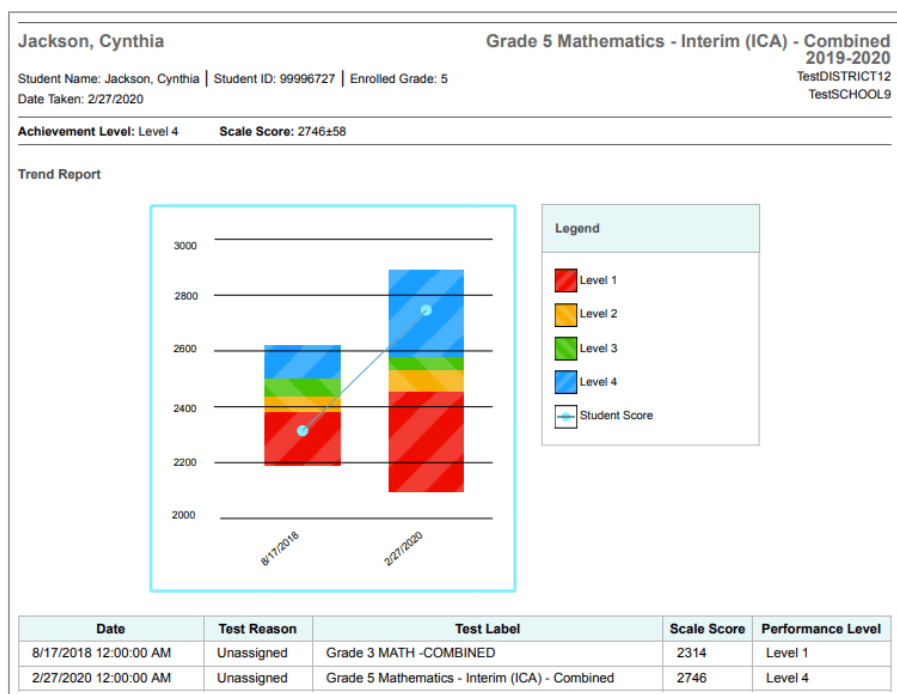 Jackson, Cynthia
Grade 5 Mathematics - Interim (ICA) - Combined
2019-2020
Student Name: Jackson, Cynthia | Student ID: 99996727 | Enrolled Grade: 5
TestDISTRICT12
Date Taken: 2/27/2020
TestSCHOOL9
Achievement Level: Level 4 Scale Score: 2746±58
Trend Report
3000
2800
2600
2400
2200
2000
8/17/2018
2/27/2020
Legend
Level 1
Level 2
Level 3
Level 4
Student Score
Date Test Reason Test Label Scale Score Performance Level
8/17/2018 12:00:00 AM Unassigned Grade 3 MATH -COMBINED 2314 Level 1
2/27/2020 12:00:00 AM Unassigned Grade 5 Mathematics - Interim (ICA) - Combined 2746 Level 4